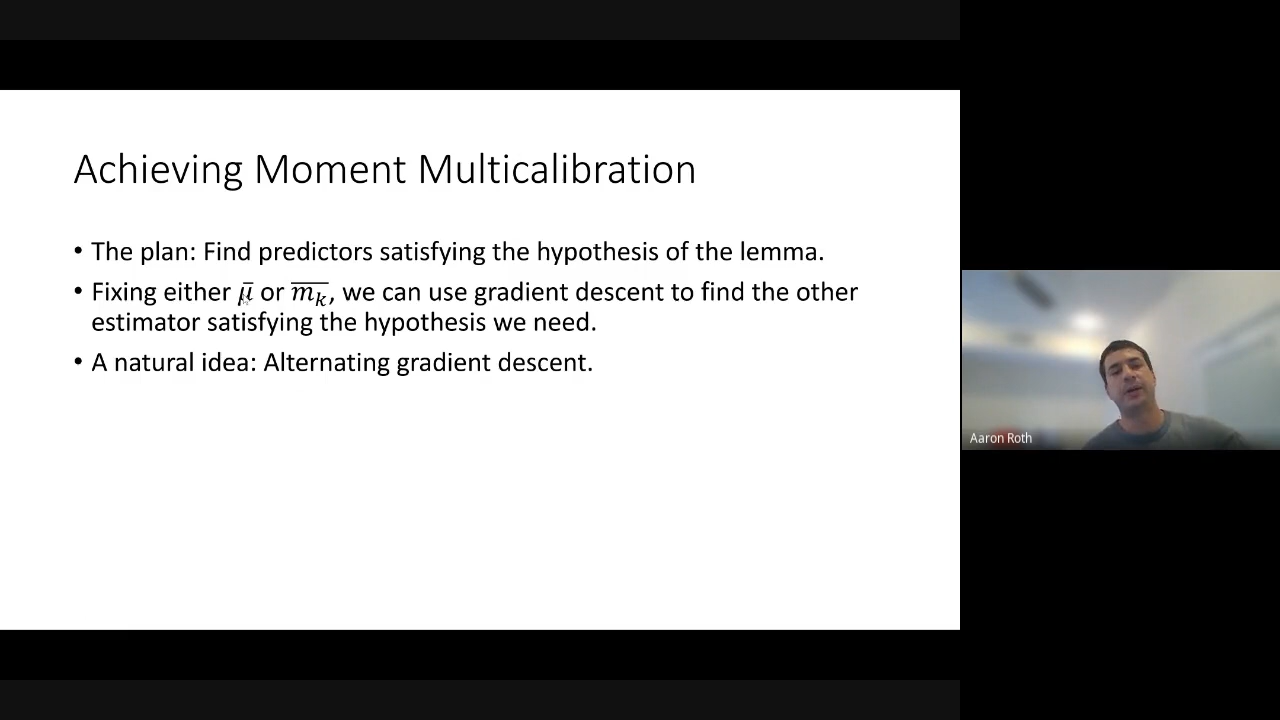 Achieving Moment Multicalibration
• The plan: Find predictors satisfying the hypothesis of the lemma.
• Fixing either μ̄ or m̄ₖ, we can use gradient descent to find the other
estimator satisfying the hypothesis we need.
• A natural idea: Alternating gradient descent.
Aaron Roth